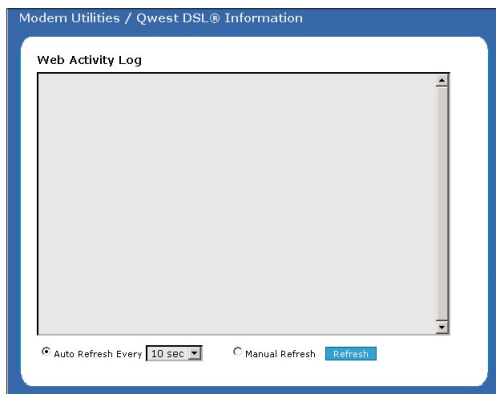 Modem Utilities / Qwest DSL® Information
Web Activity Log
Auto Refresh Every 10 sec Manual Refresh Refresh